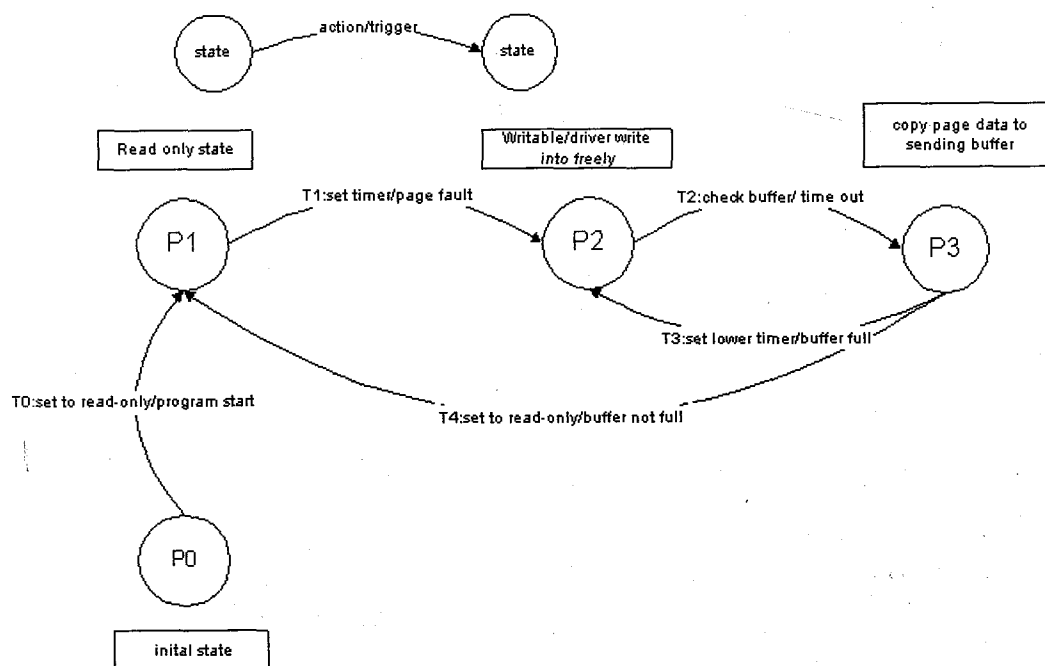 action/trigger
state
state
Read only state
Writable/driver write
into freely
copy page data to
sending buffer
T1:set timer/page fault
T2:check buffer/ time out
P1
P2
P3
T3:set lower timer/buffer full
T0:set to read-only/program start
T4:set to read-only/buffer not full
P0
inital state